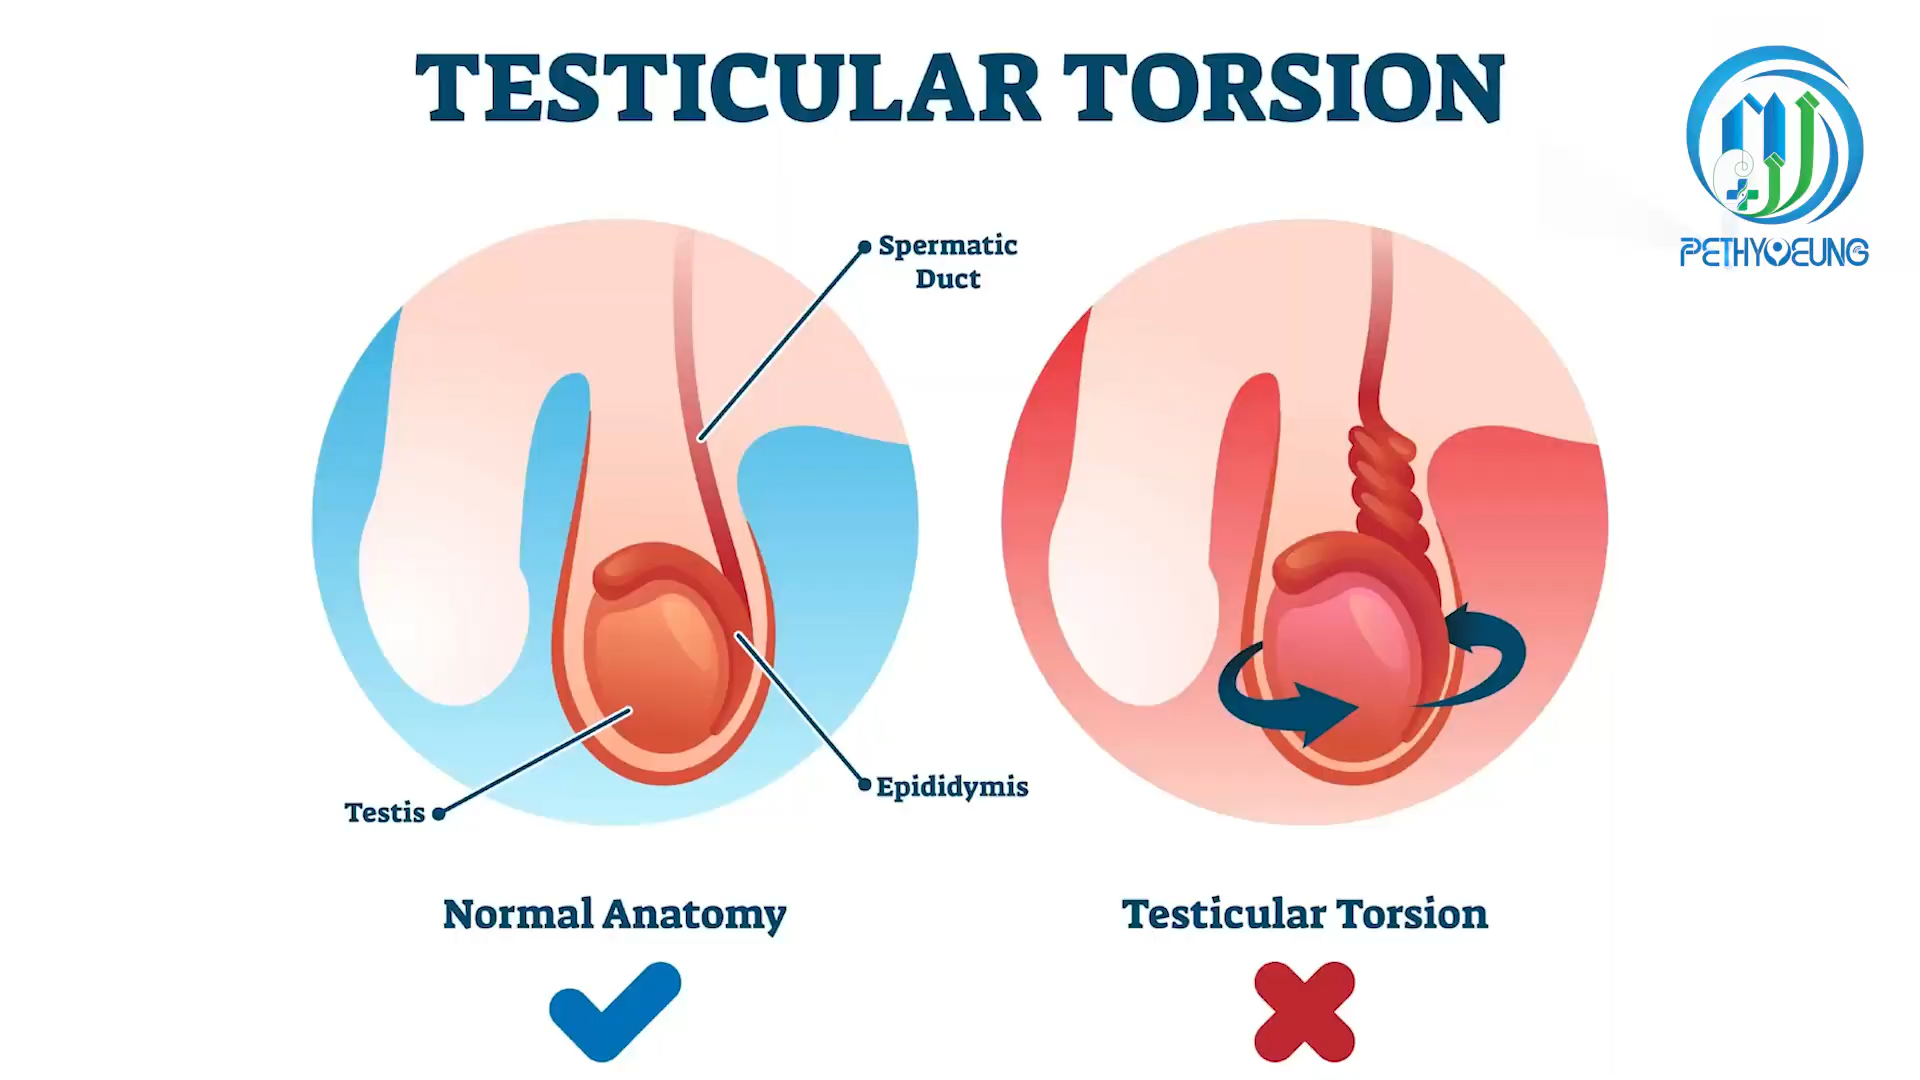 TESTICULAR TORSION
PETHYOEUNG
Spermatic
Duct
Testis
Epididymis
Normal Anatomy
Testicular Torsion